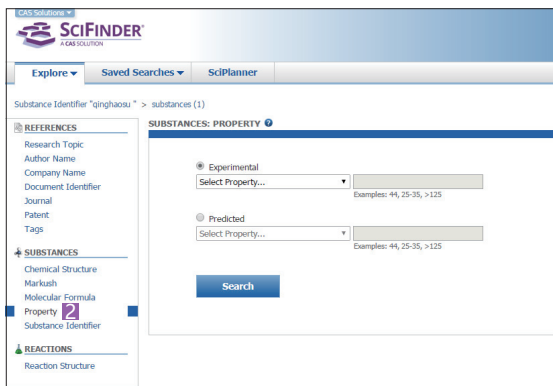 CAS Solutions ▼
SCIFINDER®
A CAS SOLUTION
Explore ▼ Saved Searches ▼ SciPlanner
Substance Identifier "qinghaosu " > substances (1)
REFERENCES
Research Topic
Author Name
Company Name
Document Identifier
Journal
Patent
Tags
SUBSTANCES
Chemical Structure
Markush
Molecular Formula
Property 2
Substance Identifier
REACTIONS
Reaction Structure
SUBSTANCES: PROPERTY ?
Experimental
Select Property... ▼
Examples: 44, 25-35, >125
Predicted
Select Property... ▼
Examples: 44, 25-35, >125
Search